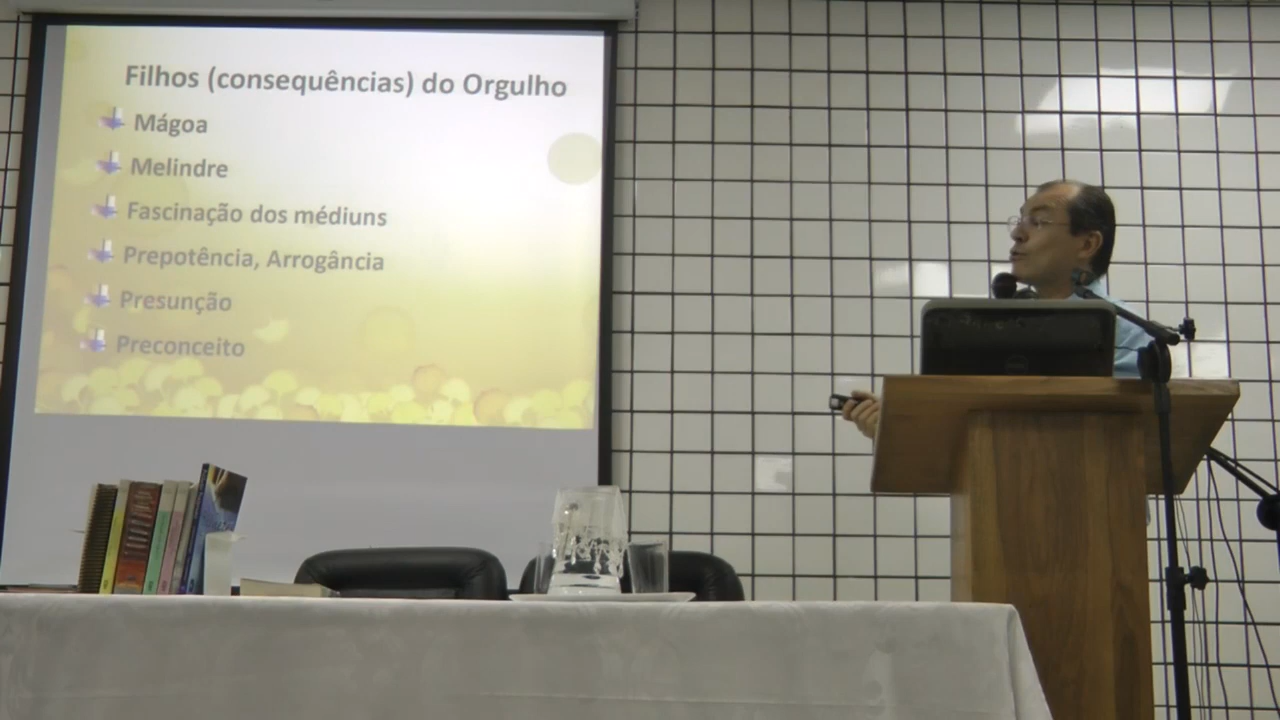 Filhos (consequências) do Orgulho
Mágoa
Melindre
Fascinação dos médiuns
Prepotência, Arrogância
Presunção
Preconceito